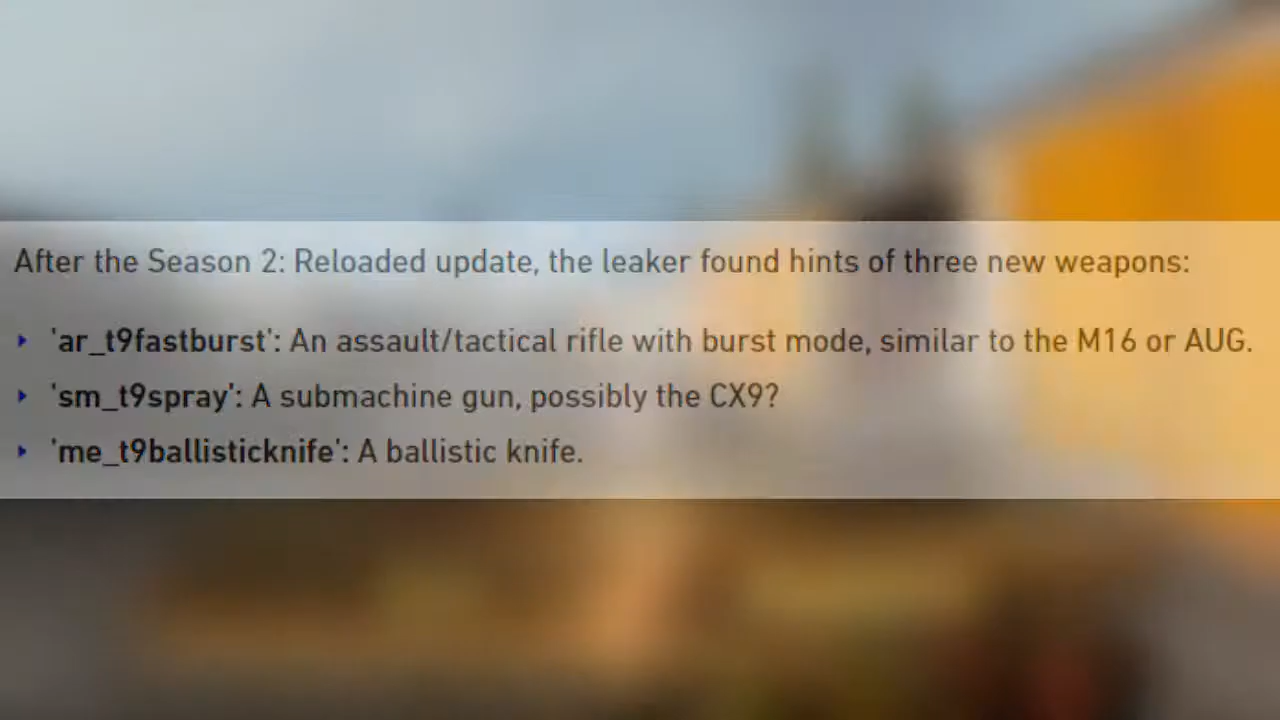 After the Season 2: Reloaded update, the leaker found hints of three new weapons:
'ar_t9fastburst': An assault/tactical rifle with burst mode, similar to the M16 or AUG.
'sm_t9spray': A submachine gun, possibly the CX9?
'me_t9ballisticknife': A ballistic knife.